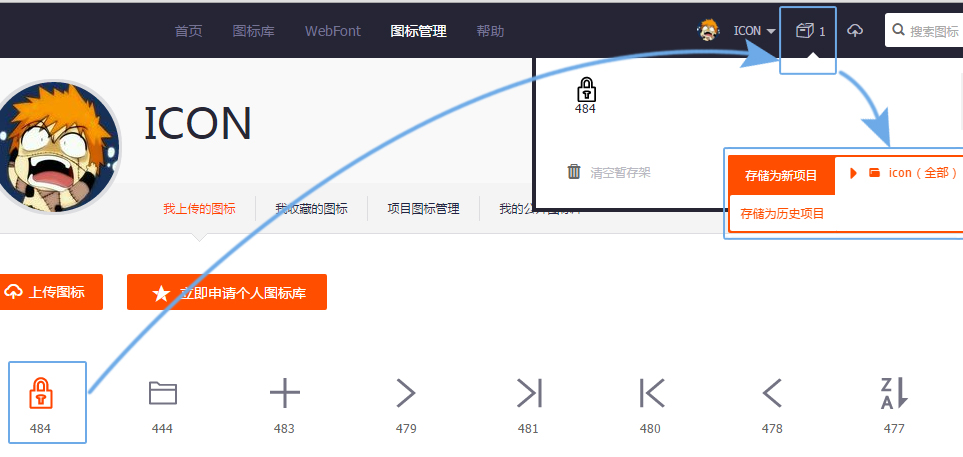 首页 图标库 WebFont 图标管理 帮助 ICON 1 搜索图标
484
ICON
清空暂存架
存储为新项目 icon（全部）
存储为历史项目
我上传的图标 我收藏的图标 项目图标管理 我的公
上传图标 立即申请个人图标库
Z
A
484 444 483 479 481 480 478 477